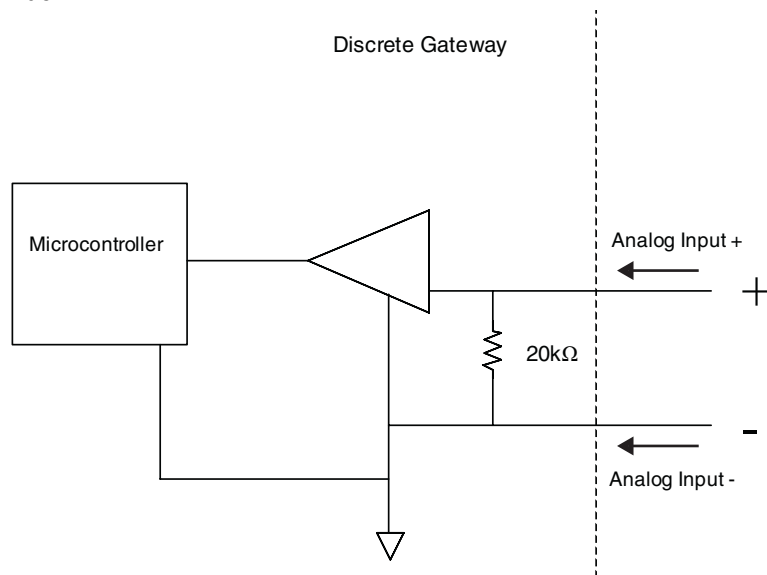 Discrete Gateway
Microcontroller
Analog Input +
+
20kΩ
-
Analog Input -